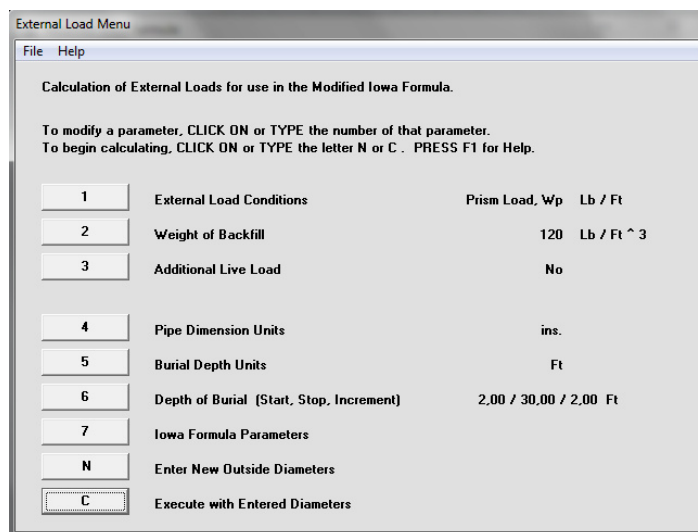 External Load Menu
File Help
Calculation of External Loads for use in the Modified Iowa Formula.
To modify a parameter, CLICK ON or TYPE the number of that parameter.
To begin calculating, CLICK ON or TYPE the letter N or C . PRESS F1 for Help.
1 External Load Conditions Prism Load, Wp Lb / Ft
2 Weight of Backfill 120 Lb / Ft ^ 3
3 Additional Live Load No
4 Pipe Dimension Units ins.
5 Burial Depth Units Ft
6 Depth of Burial (Start, Stop, Increment) 2,00 / 30,00 / 2,00 Ft
7 Iowa Formula Parameters
N Enter New Outside Diameters
C Execute with Entered Diameters